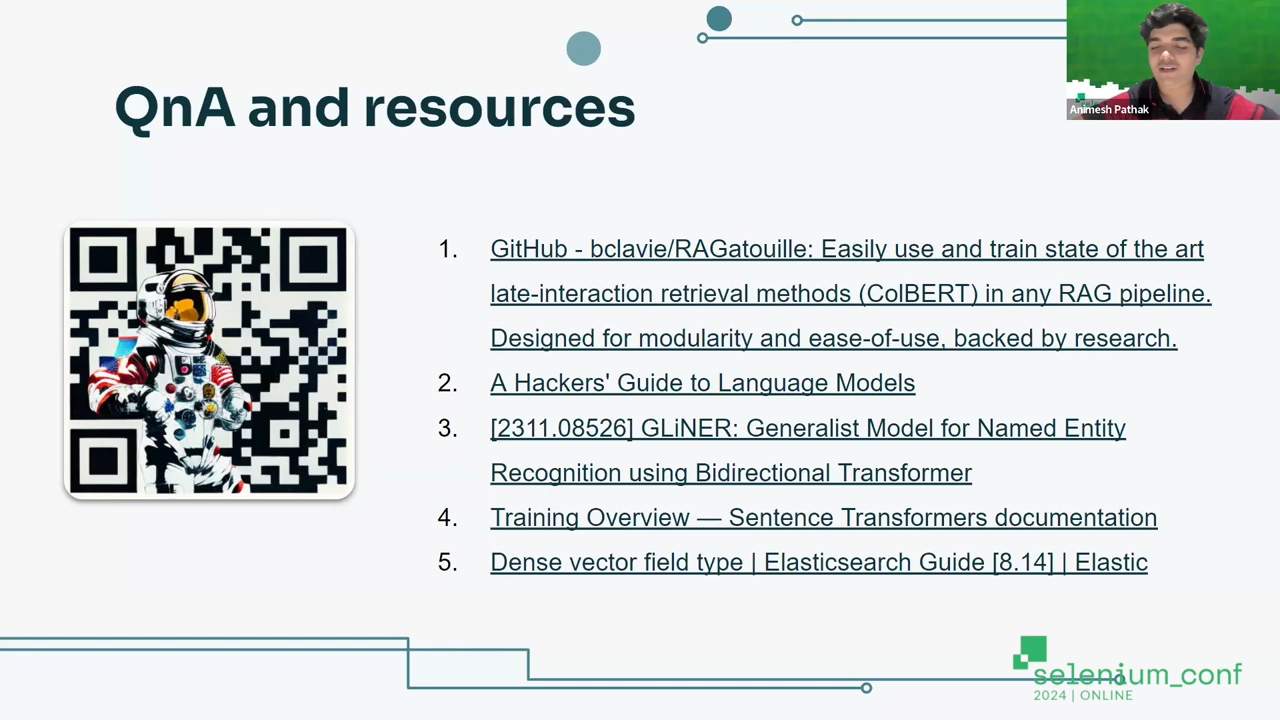 QnA and resources
Animesh Pathak
1. GitHub - bclavie/RAGatouille: Easily use and train state of the art
late-interaction retrieval methods (ColBERT) in any RAG pipeline.
Designed for modularity and ease-of-use, backed by research.
2. A Hackers' Guide to Language Models
3. [2311.08526] GLiNER: Generalist Model for Named Entity
Recognition using Bidirectional Transformer
4. Training Overview — Sentence Transformers documentation
5. Dense vector field type | Elasticsearch Guide [8.14] | Elastic
selenium_conf
2024 | ONLINE